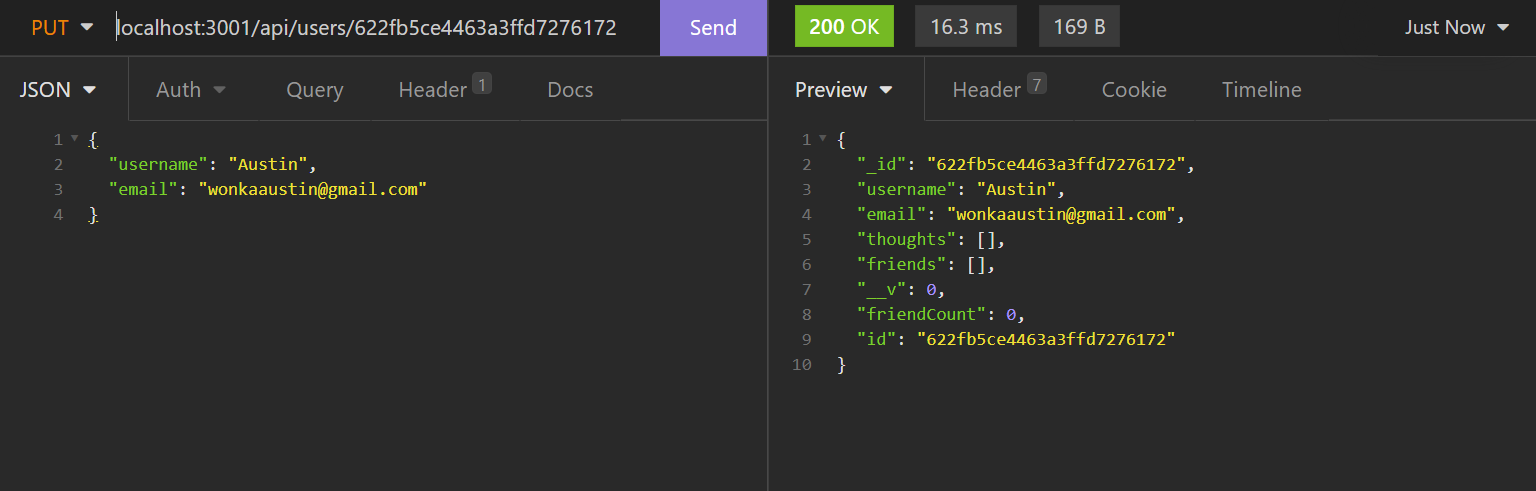 PUT localhost:3001/api/users/622fb5ce4463a3ffd7276172 Send 200 OK 16.3 ms 169 B Just Now
JSON Auth Query Header 1 Docs
1 {
2 "username": "Austin",
3 "email": "wonkaaustin@gmail.com"
4 }
Preview Header 7 Cookie Timeline
1 {
2 "_id": "622fb5ce4463a3ffd7276172",
3 "username": "Austin",
4 "email": "wonkaaustin@gmail.com",
5 "thoughts": [],
6 "friends": [],
7 "__v": 0,
8 "friendCount": 0,
9 "id": "622fb5ce4463a3ffd7276172"
10 }